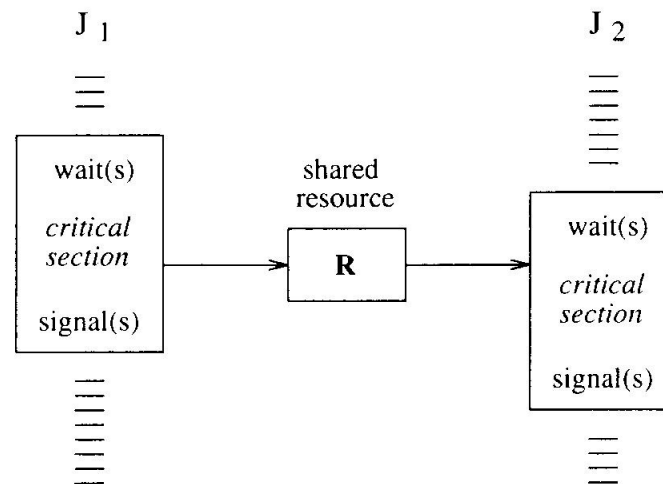 J 1
wait(s)
critical
section
signal(s)
shared
resource
R
J 2
wait(s)
critical
section
signal(s)